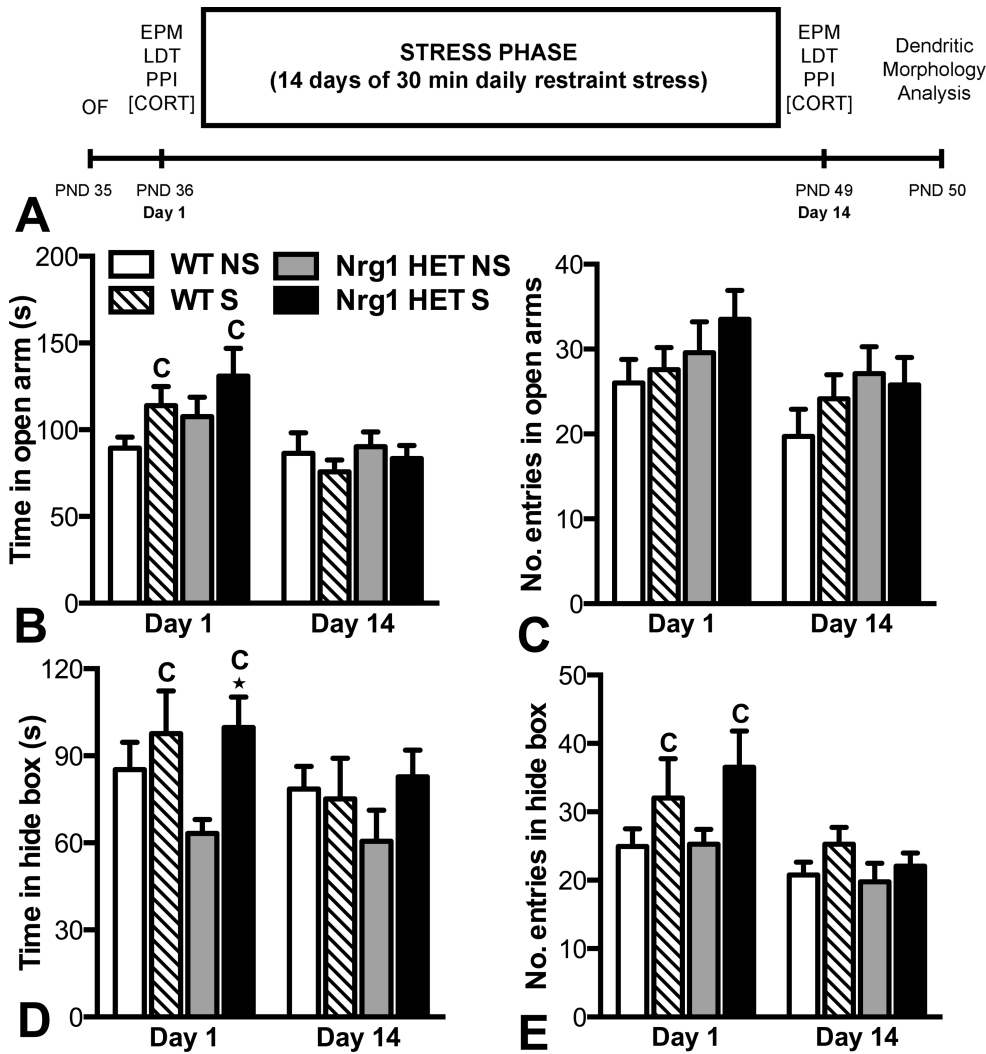 OF
EPM
LDT
PPI
[CORT]
STRESS PHASE
(14 days of 30 min daily restraint stress)
EPM
LDT
PPI
[CORT]
Dendritic
Morphology
Analysis
PND 35
PND 36
Day 1
PND 49
Day 14
PND 50
A
WT NS
WT S
Nrg1 HET NS
Nrg1 HET S
Time in open arm (s)
200
150
100
50
0
C
C
Day 1
Day 14
B
No. entries in open arms
40
30
20
10
0
Day 1
Day 14
C
Time in hide box (s)
120
90
60
30
0
C
C
★
Day 1
Day 14
D
No. entries in hide box
50
40
30
20
10
0
C
C
Day 1
Day 14
E